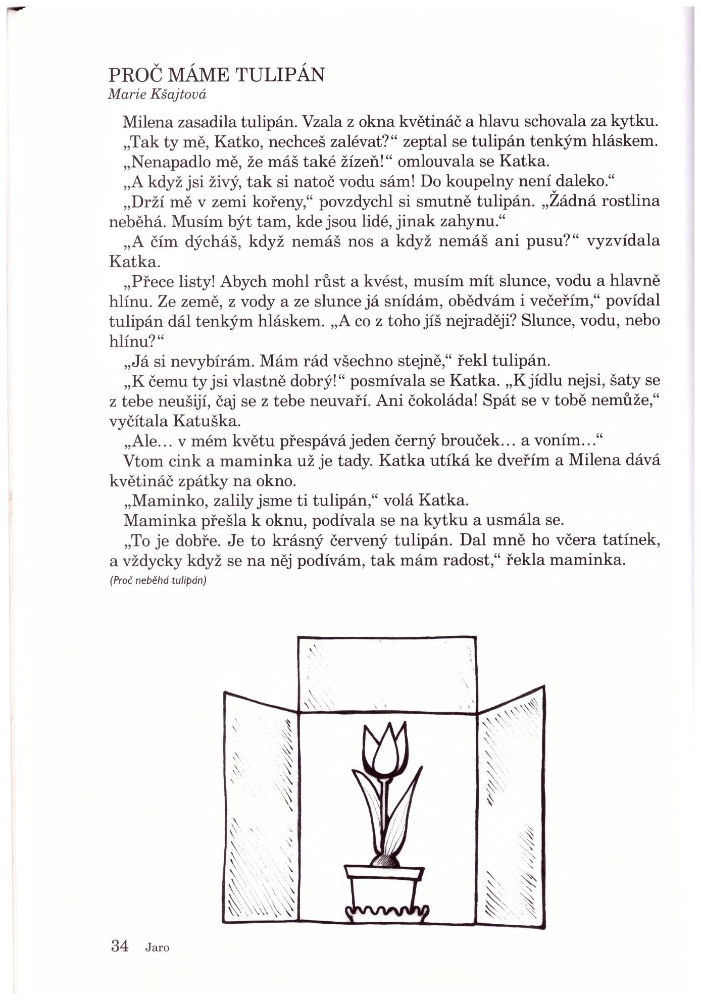 PROČ MÁME TULIPÁN
Marie Kšajtová
Milena zasadila tulipán. Vzala z okna květináč a hlavu schovala za kytku.
„Tak ty mě, Katko, nechceš zalévat?“ zeptal se tulipán tenkým hláskem.
„Nenapadlo mě, že máš také žízeň!“ omlouvala se Katka.
„A když jsi živý, tak si natoč vodu sám! Do koupelny není daleko.“
„Drží mě v zemi kořeny,“ povzdychl si smutně tulipán. „Žádná rostlina
neběhá. Musím být tam, kde jsou lidé, jinak zahynu.“
„A čím dýcháš, když nemáš nos a když nemáš ani pusu?“ vyzvídala
Katka.
„Přece listy! Abych mohl růst a kvést, musím mít slunce, vodu a hlavně
hlínu. Ze země, z vody a ze slunce já snídám, obědvám i večeřím,“ povídal
tulipán dál tenkým hláskem. „A co z toho jíš nejraději? Slunce, vodu, nebo
hlínu?“
„Já si nevybírám. Mám rád všechno stejně,“ řekl tulipán.
„K čemu ty jsi vlastně dobrý!“ posmívala se Katka. „K jídlu nejsi, šaty se
z tebe neušijí, čaj se z tebe neuvaří. Ani čokoláda! Spát se v tobě nemůže,“
vyčítala Katuška.
„Ale... v mém květu přespává jeden černý brouček... a voním...“
Vtom cink a maminka už je tady. Katka utíká ke dveřím a Milena dává
květináč zpátky na okno.
„Maminko, zalily jsme ti tulipán,“ volá Katka.
Maminka přešla k oknu, podívala se na kytku a usmála se.
„To je dobře. Je to krásný červený tulipán. Dal mně ho včera tatínek,
a vždycky když se na něj podívám, tak mám radost,“ řekla maminka.
(Proč neběhá tulipán)
34 Jaro